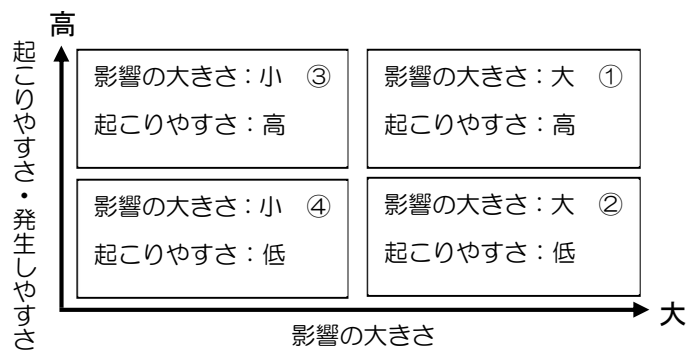 高
起こりやすさ・発生しやすさ
影響の大きさ：小 ③
起こりやすさ：高
影響の大きさ：大 ①
起こりやすさ：高
影響の大きさ：小 ④
起こりやすさ：低
影響の大きさ：大 ②
起こりやすさ：低
大
影響の大きさ